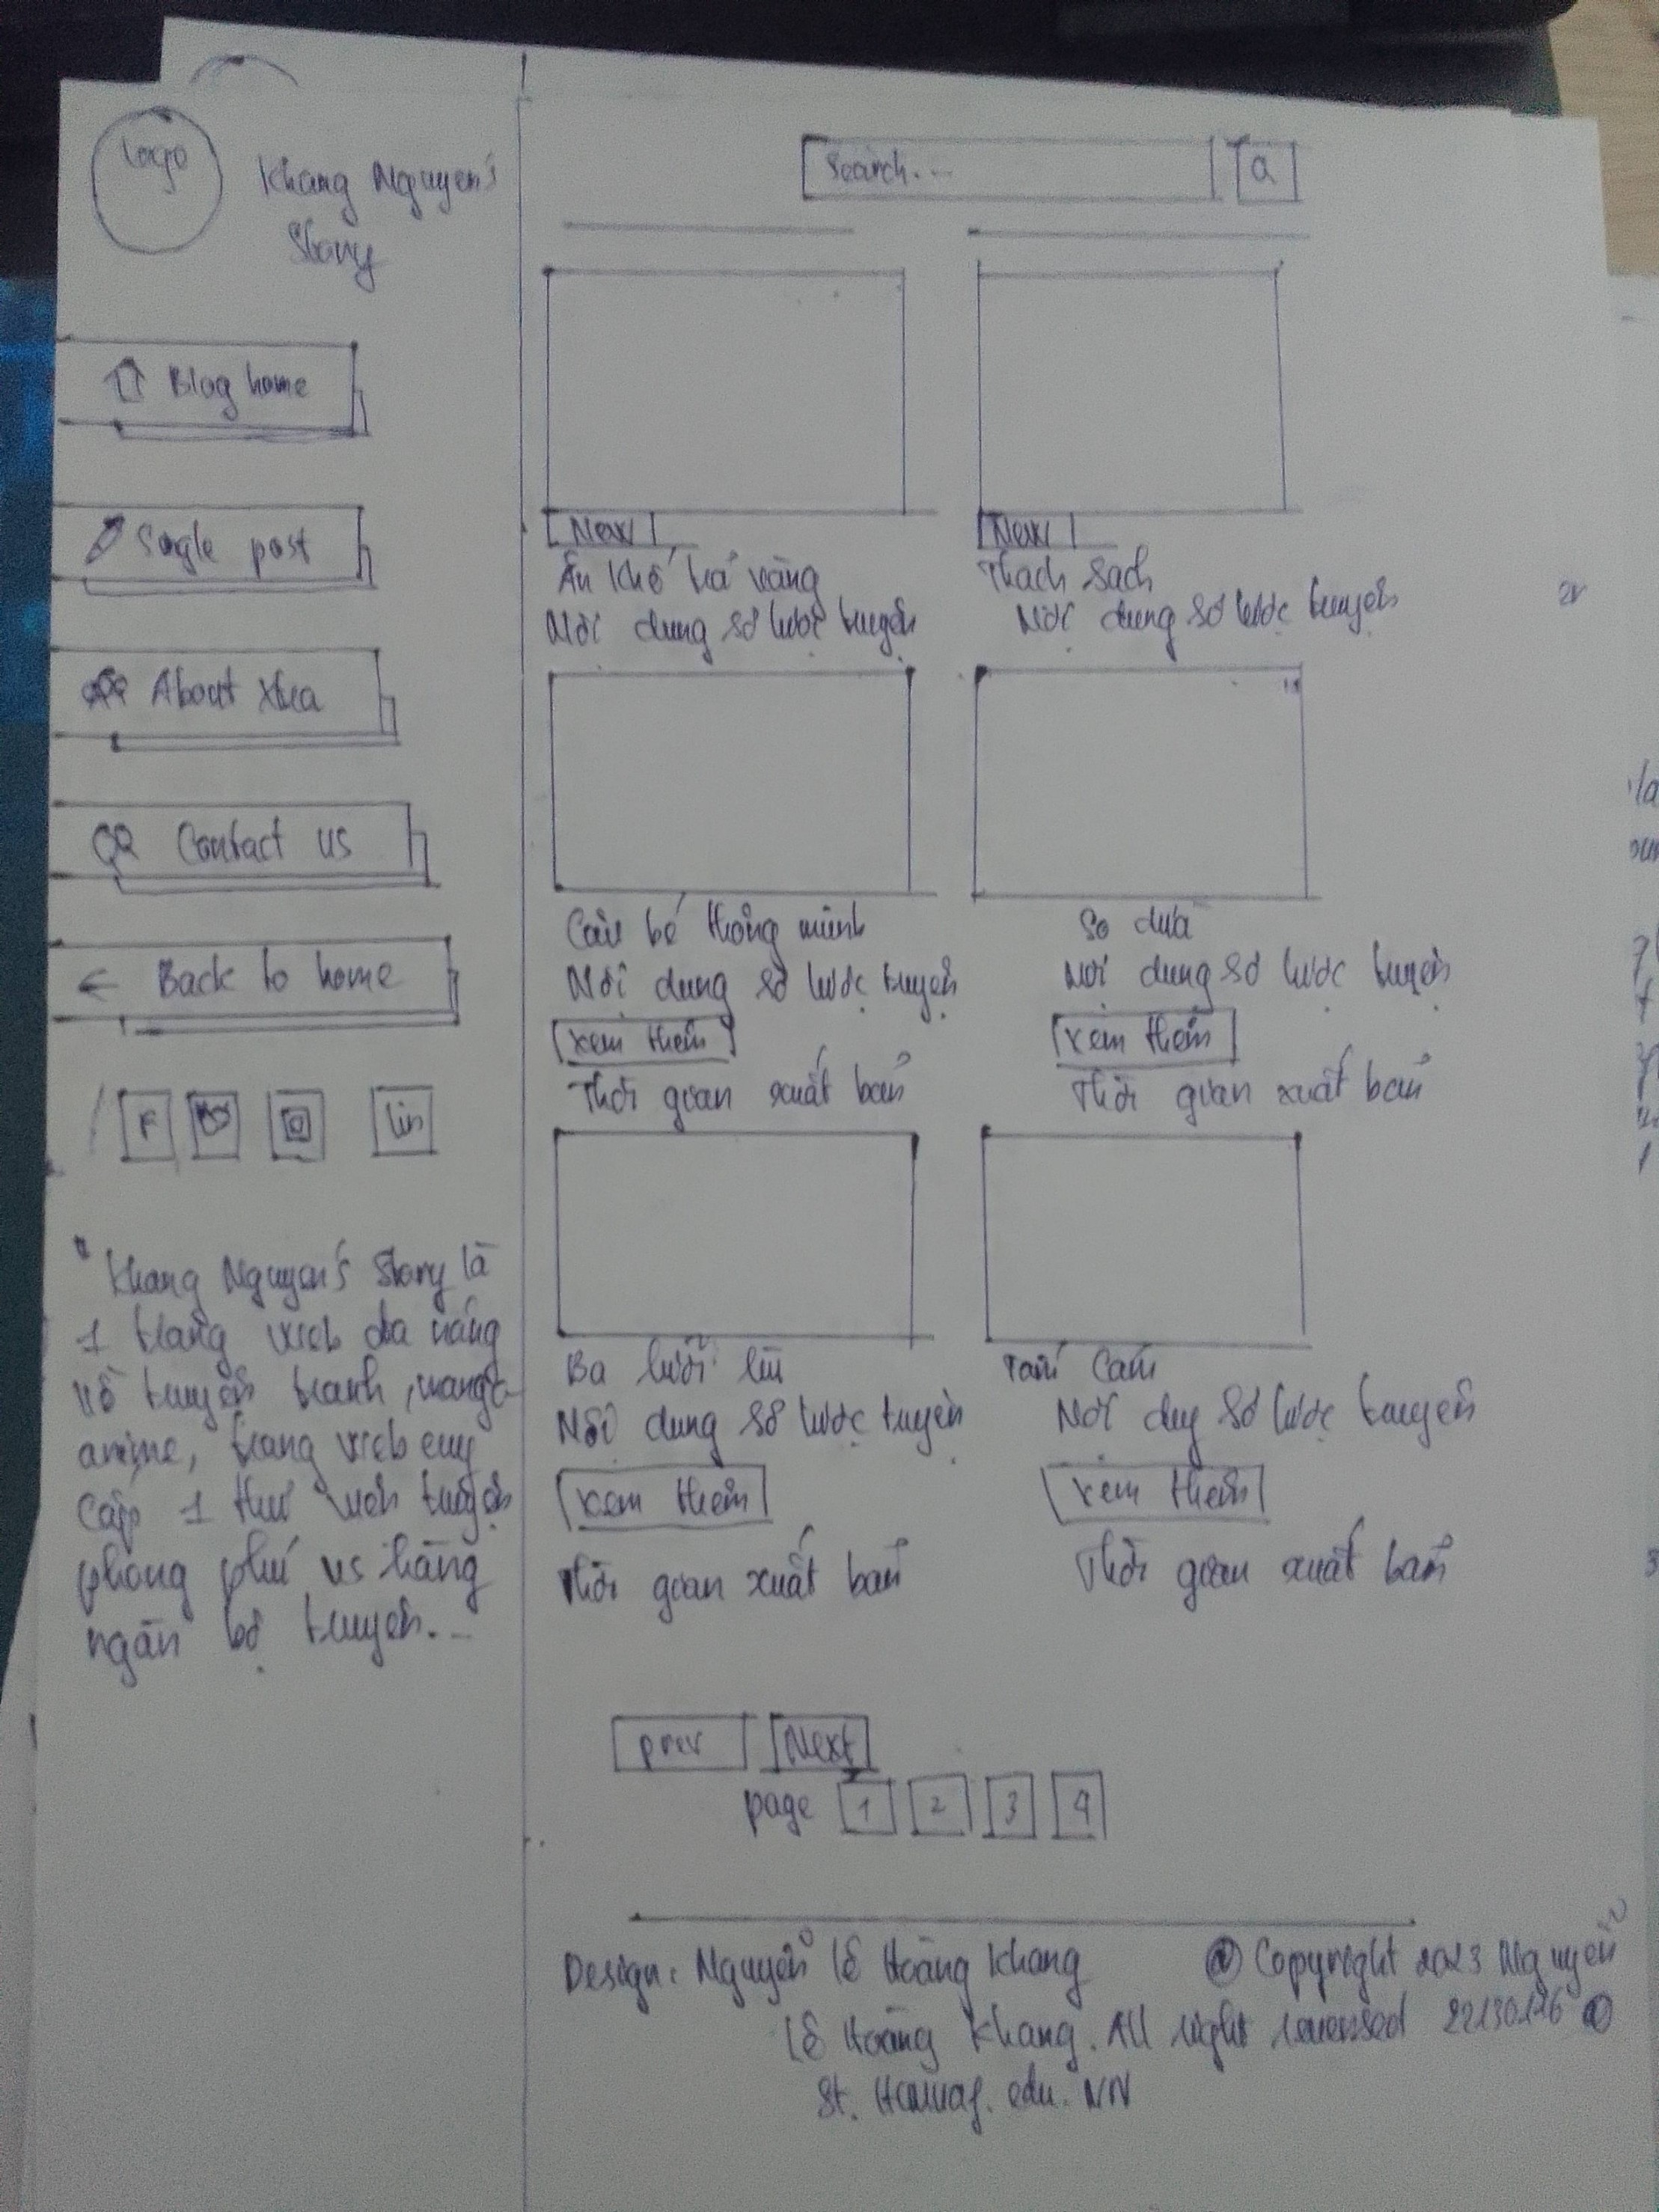 Logo
Khang Nguyen's
Story
Blog home
Single post
About Xtra
Contact us
← Back to home
F
Lin
"Khang Nguyen's Story là
1 trang web đa năng
về truyện tranh, manga
anime, trang web cung
cấp 1 thư viện truyện
phong phú vs hàng
ngàn bộ truyện...
Search...
Q
New
Ăn khế trả vàng
Nội dung sơ lược truyện
New
Thạch Sach
Nội dung sơ lược truyện
Cậu bé thông minh
Nội dung sơ lược truyện
Xem thêm
Thời gian xuất bản
Sọ dừa
Nội dung sơ lược truyện
Xem thêm
Thời gian xuất bản
Ba lưỡi rìu
Nội dung sơ lược truyện
Xem thêm
Thời gian xuất bản
Tấm Cám
Nội dug sơ lược truyện
Xem thêm
Thời gian xuất bản
prev Next
page 1 2 3 4
Design: Nguyễn Lê Hoàng Khang @ Copyright 2023 Nguyễn
Lê Hoàng Khang. All right reversed @
St. Hcmuaf. edu. VN